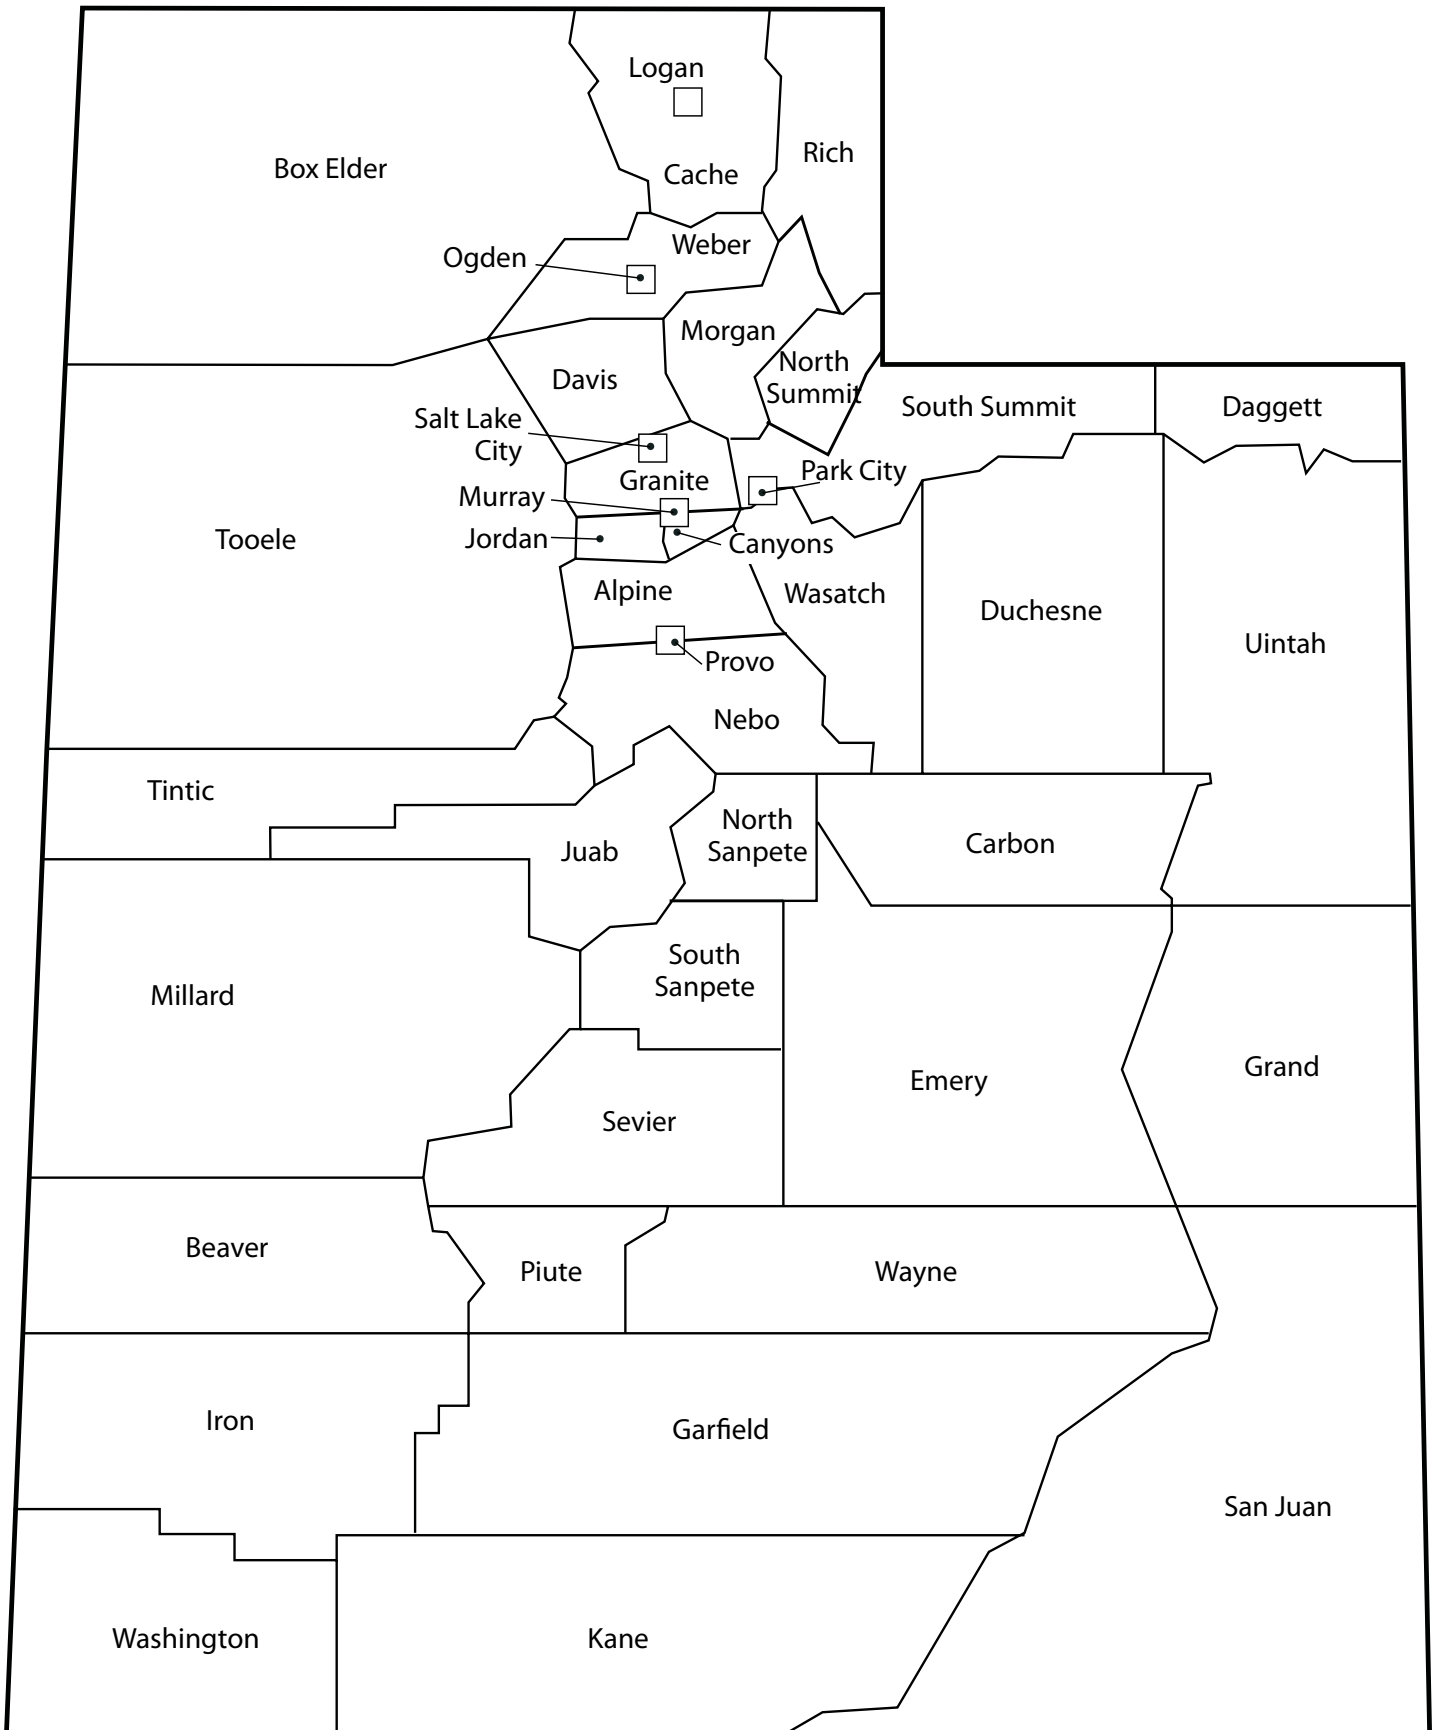 Logan
Rich
Box Elder
Cache
Weber
Ogden
Morgan
North
Summit
Davis
South Summit
Daggett
Salt Lake
City
Park City
Granite
Murray
Tooele
Jordan
Canyons
Alpine
Wasatch
Duchesne
Uintah
Provo
Nebo
Tintic
North
Sanpete
Juab
Carbon
South
Sanpete
Millard
Grand
Emery
Sevier
Beaver
Piute
Wayne
Iron
Garfield
San Juan
Washington
Kane